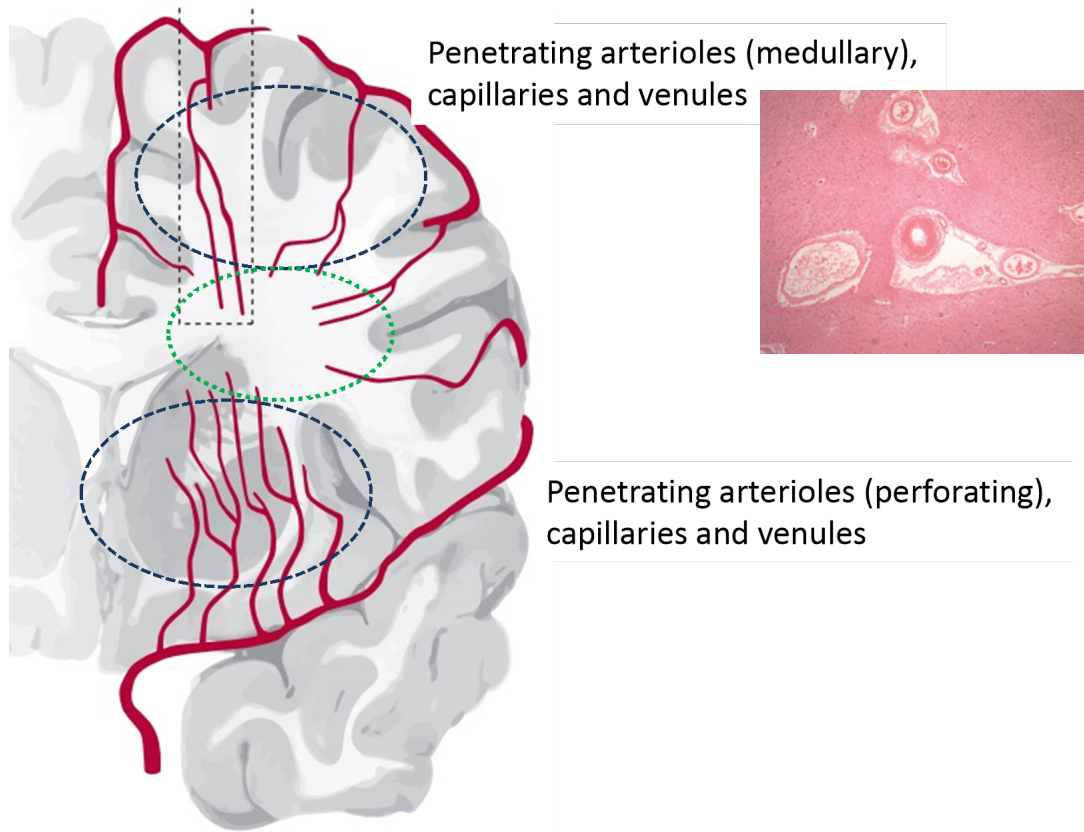 Penetrating arterioles (medullary),
capillaries and venules
Penetrating arterioles (perforating),
capillaries and venules